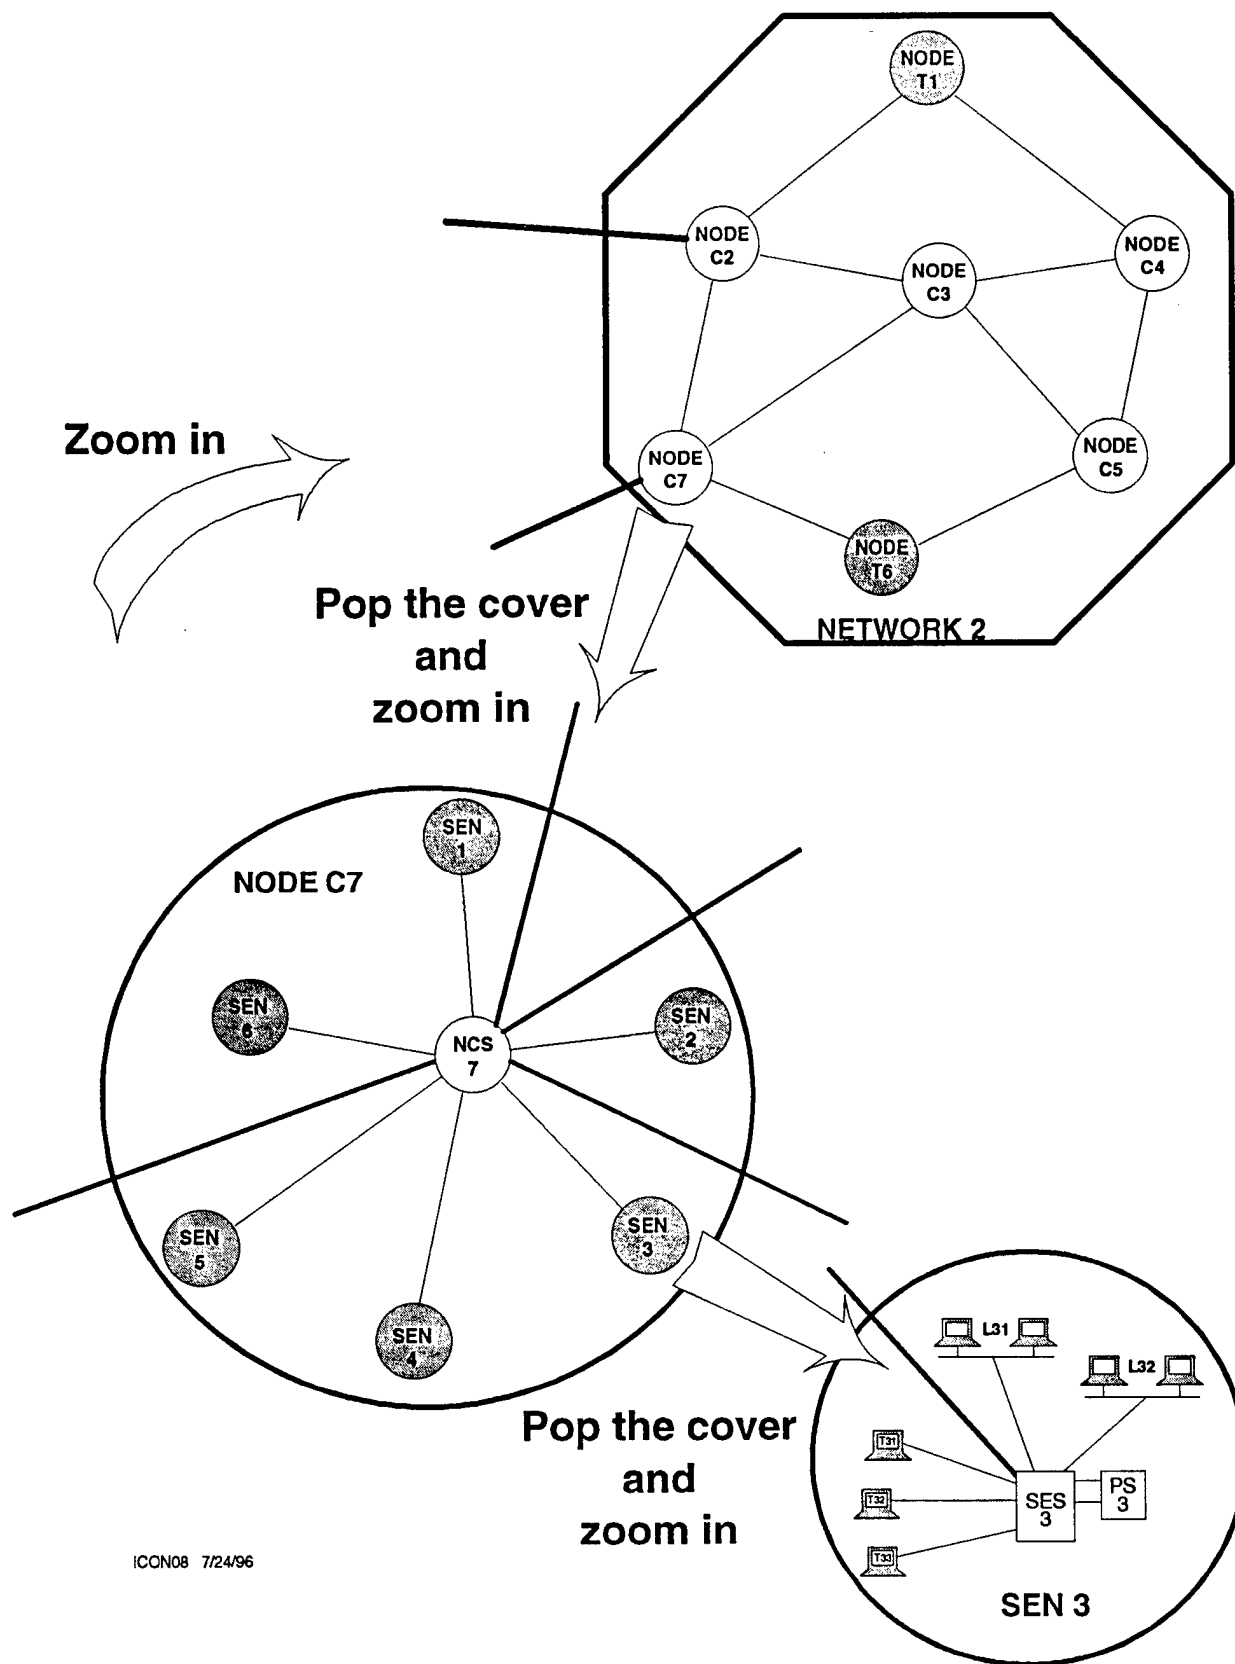 NODE
T1
NODE
C2
NODE
C3
NODE
C4
NODE
C7
NODE
C5
NODE
T6
NETWORK 2
Zoom in
Pop the cover
and
zoom in
NODE C7
SEN
1
SEN
6
SEN
2
NCS
7
SEN
5
SEN
3
SEN
4
Pop the cover
and
zoom in
L31
L32
T31
T32
T33
SES
3
PS
3
SEN 3
ICON08 7/24/96